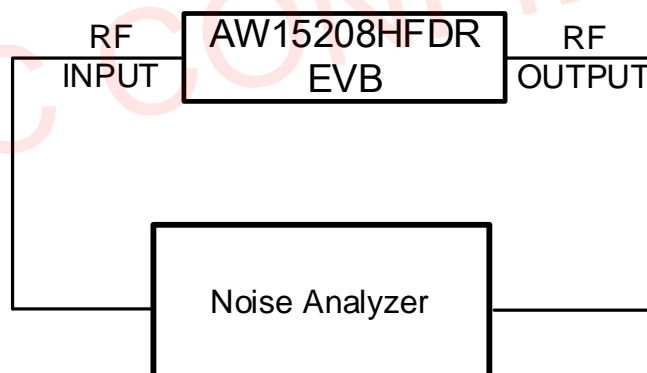 RF
INPUT
AW15208HFDR
EVB
RF
OUTPUT
Noise Analyzer